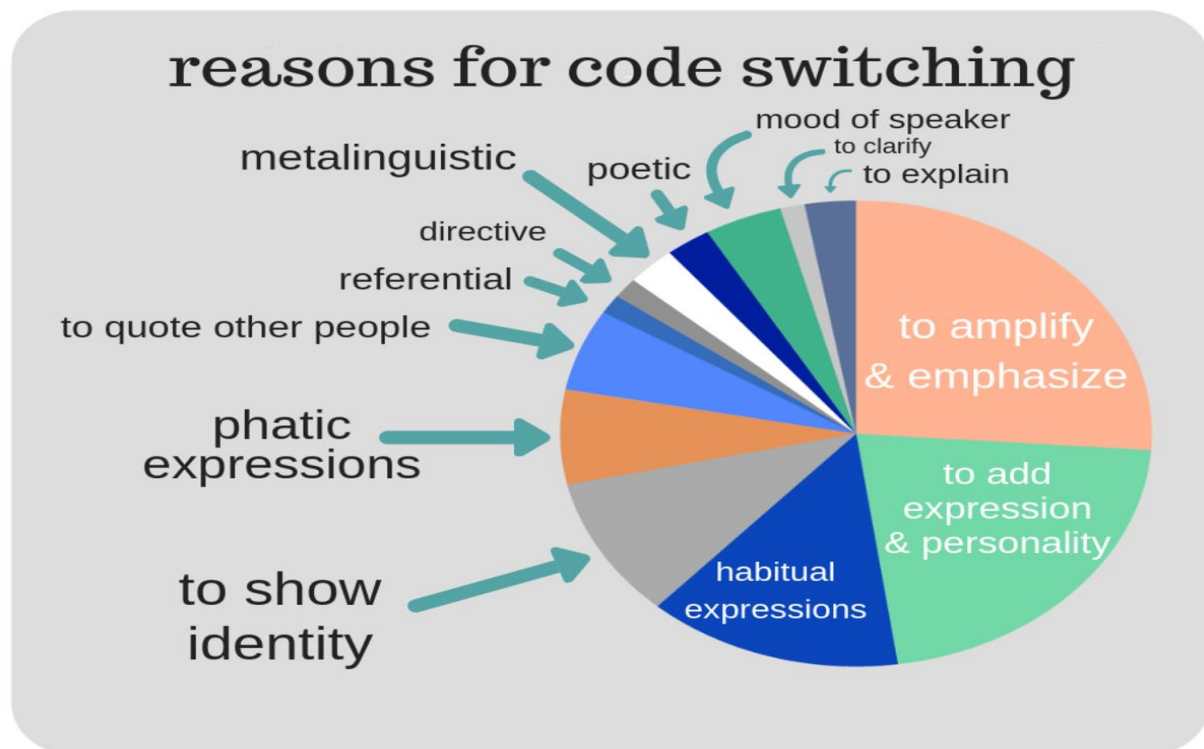 reasons for code switching
mood of speaker
to clarify
to explain
poetic
metalinguistic
directive
referential
to quote other people
phatic
expressions
to show
identity
to amplify
& emphasize
to add
expression
& personality
habitual
expressions